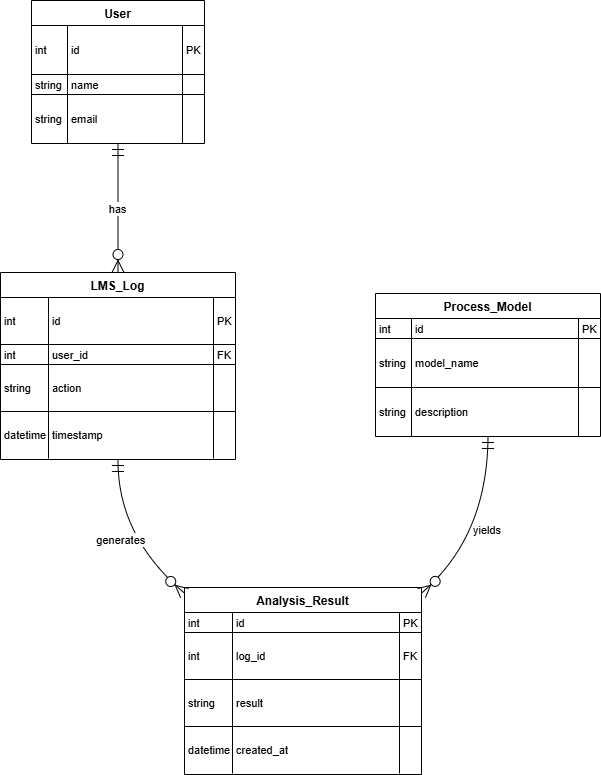 User
int id PK
string name
string email
has
LMS_Log
int id PK
int user_id FK
string action
datetime timestamp
Process_Model
int id PK
string model_name
string description
generates
yields
Analysis_Result
int id PK
int log_id FK
string result
datetime created_at